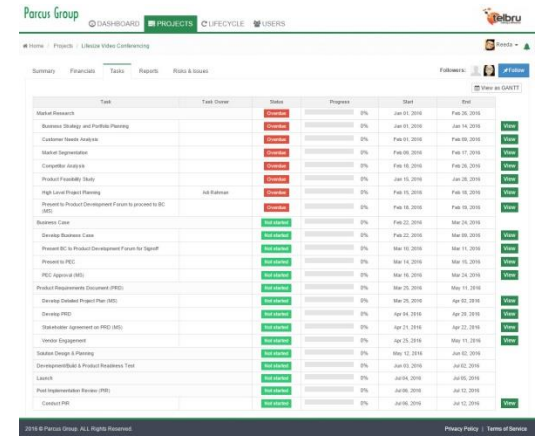 Parcus Group
DASHBOARD PROJECTS LIFECYCLE USERS
telbru
Home / Projects / Lifesize Video Conferencing
Reeda
Summary Financials Tasks Reports Risks & Issues
Followers: Follow
View as GANTT
Task Task Owner Status Progress Start End
Market Research Overdue 0% Jan 01, 2016 Feb 26, 2016
Business Strategy and Portfolio Planning Overdue 0% Jan 01, 2016 Jan 14, 2016 View
Customer Needs Analysis Overdue 0% Feb 01, 2016 Feb 09, 2016 View
Market Segmentation Overdue 0% Feb 09, 2016 Feb 17, 2016 View
Competitor Analysis Overdue 0% Feb 18, 2016 Feb 26, 2016 View
Product Feasibility Study Overdue 0% Jan 15, 2016 Jan 28, 2016 View
High Level Project Planning Overdue 0% Feb 15, 2016 Feb 18, 2016 View
Present to Product Development Forum to proceed to BC
(MS) Overdue 0% Feb 18, 2016 Feb 19, 2016 View
Business Case Not started 0% Feb 22, 2016 Mar 24, 2016
Develop Business Case Not started 0% Feb 22, 2016 Mar 09, 2016 View
Present BC to Product Development Forum for Signoff Not started 0% Mar 10, 2016 Mar 11, 2016 View
Present to PEC Not started 0% Mar 14, 2016 Mar 15, 2016 View
PEC Approval (MS) Not started 0% Mar 16, 2016 Mar 24, 2016 View
Product Requirements Document (PRD) Not started 0% Mar 25, 2016 May 11, 2016
Develop Detailed Project Plan (MS) Not started 0% Mar 25, 2016 Apr 02, 2016 View
Develop PRD Not started 0% Apr 04, 2016 Apr 20, 2016 View
Stakeholder Agreement on PRD (MS) Not started 0% Apr 21, 2016 Apr 22, 2016 View
Vendor Engagement Not started 0% Apr 25, 2016 May 11, 2016 View
Solution Design & Planning Not started 0% May 12, 2016 Jun 02, 2016
Development/Build & Product Readiness Test Not started 0% Jun 03, 2016 Jul 02, 2016
Launch Not started 0% Jul 04, 2016 Jul 05, 2016
Post Implementation Review (PIR) Not started 0% Jul 06, 2016 Jul 12, 2016
Conduct PIR Not started 0% Jul 06, 2016 Jul 12, 2016 View
2016 © Parcus Group. ALL Rights Reserved. Privacy Policy | Terms of Service